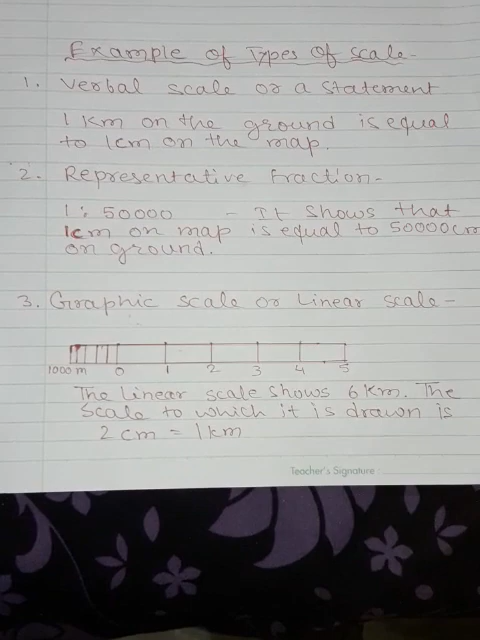 Example of Types of scale-
1. Verbal scale or a statement
1 Km on the ground is equal
to 1cm on the map.
2. Representative fraction-
1: 50000 - It shows that
1cm on map is equal to 50000cm
on ground.
3. Graphic scale or Linear scale-
1000 m 0 1 2 3 4 5
The linear scale shows 6 Km. The
Scale to which it is drawn is
2 cm = 1 km
Teacher's Signature